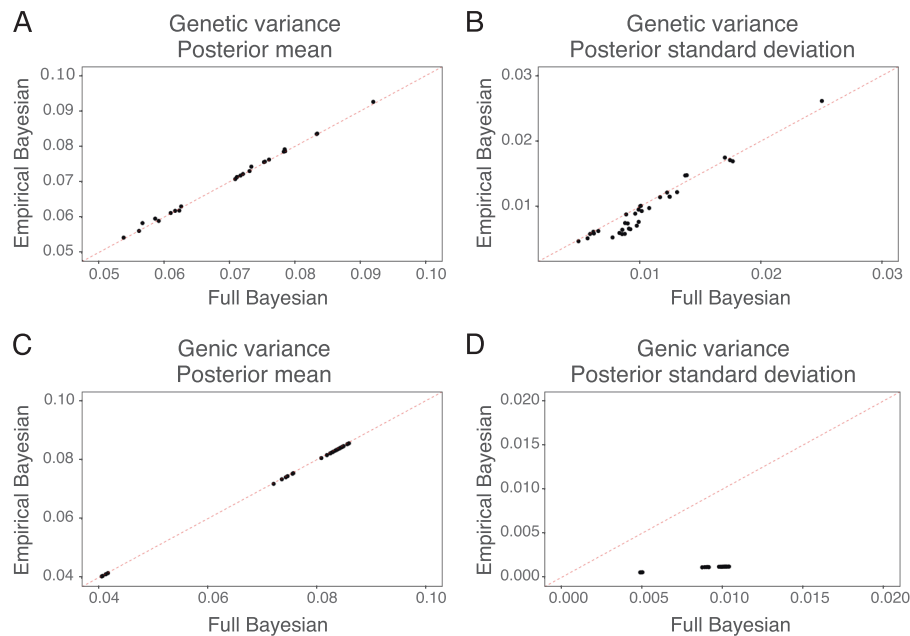 A
Genetic variance
Posterior mean
Empirical Bayesian
0.10
0.09
0.08
0.07
0.06
0.05
0.05
0.06
0.07
0.08
0.09
0.10
Full Bayesian
B
Genetic variance
Posterior standard deviation
Empirical Bayesian
0.03
0.02
0.01
0.01
0.02
0.03
Full Bayesian
C
Genic variance
Posterior mean
Empirical Bayesian
0.10
0.08
0.06
0.04
0.04
0.06
0.08
0.10
Full Bayesian
D
Genic variance
Posterior standard deviation
Empirical Bayesian
0.020
0.015
0.010
0.005
0.000
0.000
0.005
0.010
0.015
0.020
Full Bayesian